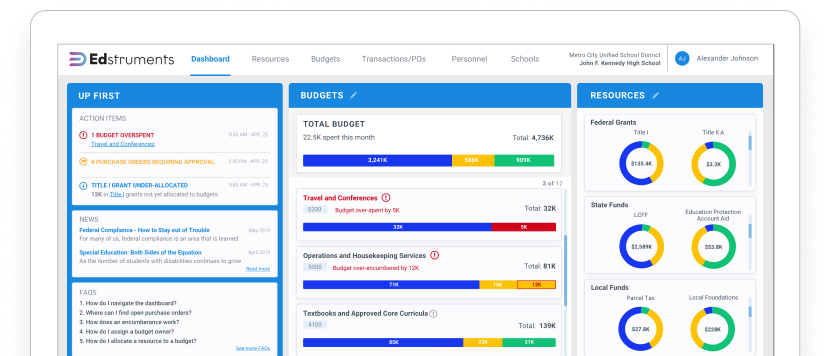 Edstruments
Dashboard
Resources
Budgets
Transactions/POs
Personnel
Schools
Metro City Unified School District
John F. Kennedy High School
AJ
Alexander Johnson
UP FIRST
ACTION ITEMS
1 BUDGET OVERSPENT
8:45 AM · APR. 25
Travel and Conferences
4 PURCHASE ORDERS REQUIRING APPROVAL
2:45 PM · APR. 25
TITLE I GRANT UNDER-ALLOCATED
8:45 AM · APR. 25
13K in Title I grants not yet allocated to budgets
NEWS
Federal Compliance - How to Stay out of Trouble
May 2019
For many of us, federal compliance is an area that is learned
Special Education: Both Sides of the Equation
April 2019
As the number of students with disabilities continues to grow
Read more
FAQS
1. How do I navigate the dashboard?
2. Where can I find open purchase orders?
3. How does an encumberance work?
4. How do I assign a budget owner?
5. How do I allocate a resource to a budget?
See more FAQs
BUDGETS
TOTAL BUDGET
22.5K spent this month
Total: 4,736K
3,241K
586K
909K
3 of 12
Travel and Conferences
5200
Budget over-spent by 5K
Total: 32K
32K
5K
Operations and Housekeeping Services
5500
Budget over-encumbered by 12K
Total: 81K
71K
10K
12K
Textbooks and Approved Core Curricula
4100
Total: 139K
85K
23K
31K
RESOURCES
Federal Grants
Title I
Title II A
$135.4K
$3.2K
State Funds
LCFF
Education Protection
Account Aid
$2,589K
$53.8K
Local Funds
Parcel Tax
Local Foundations
$27.8K
$228K